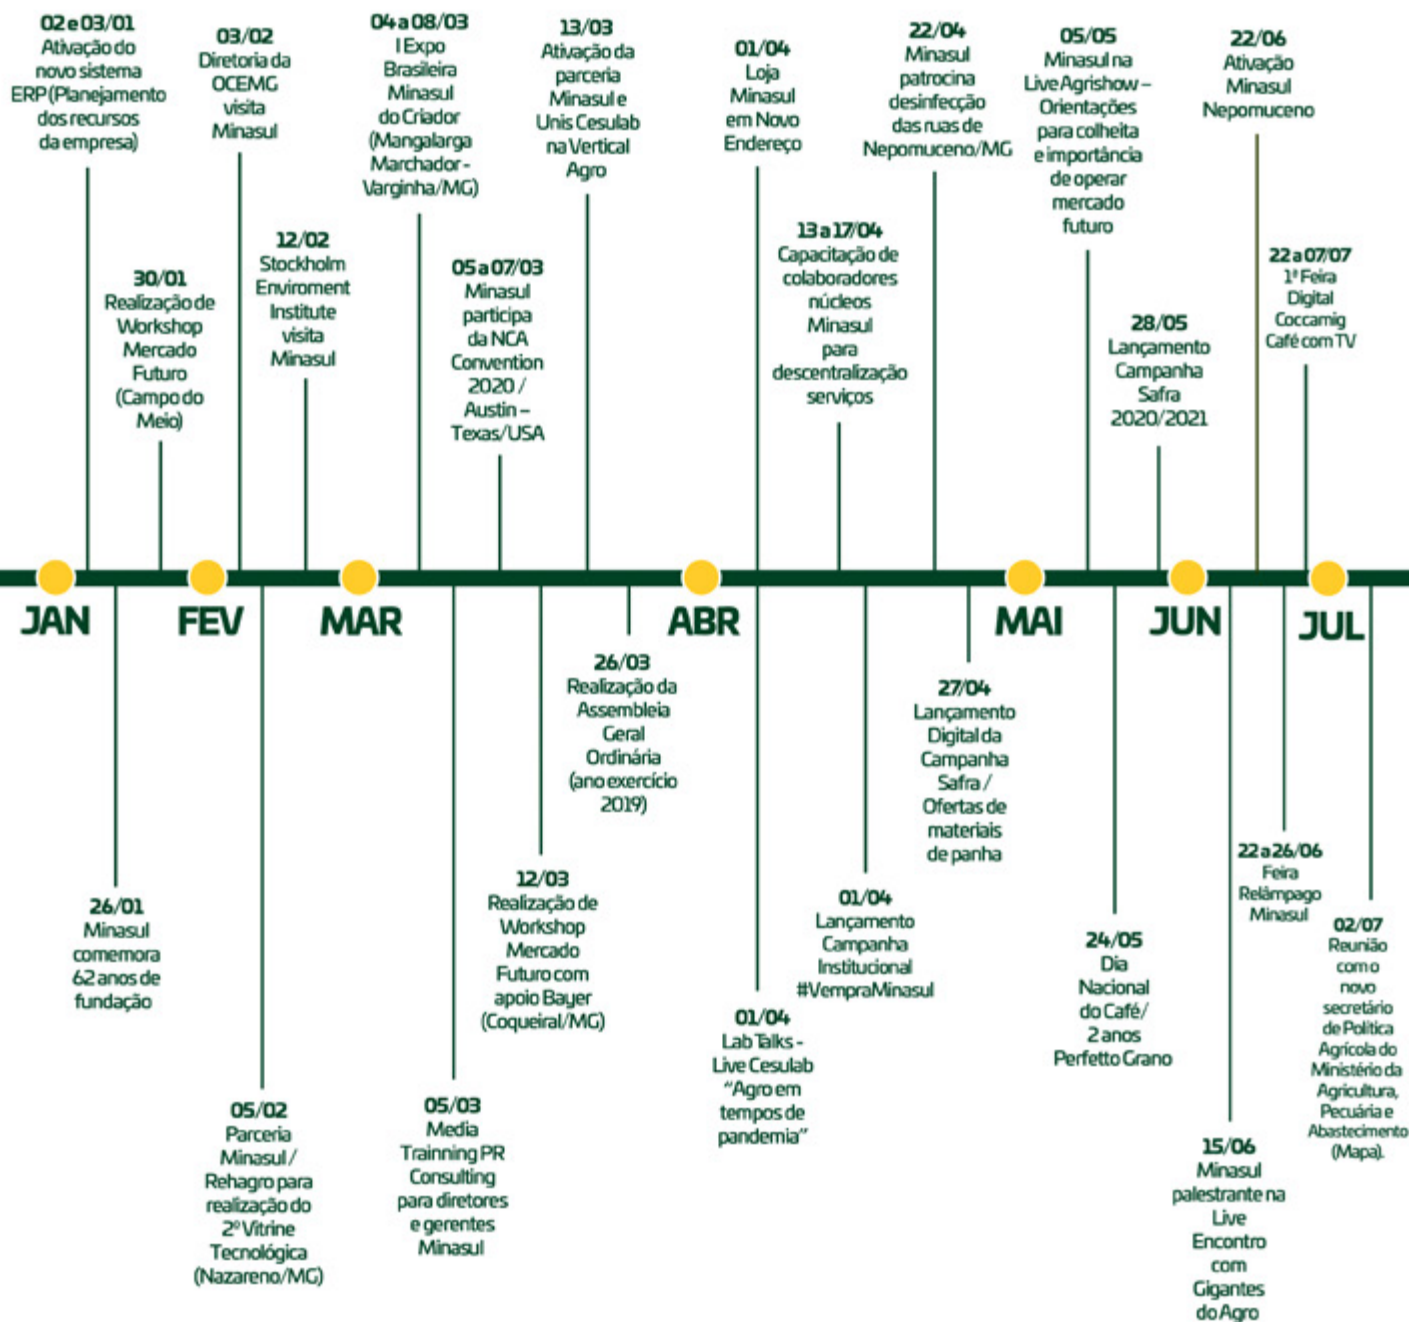 02 e 03/01
Ativação do
novo sistema
ERP (Planejamento
dos recursos
da empresa)
30/01
Realização de
Workshop
Mercado
Futuro
(Campo do
Meio)
03/02
Diretoria da
OCEMG
visita
Minasul
12/02
Stockholm
Enviroment
Institute
visita
Minasul
04 a 08/03
I Expo
Brasileira
Minasul
do Criador
(Mangalarga
Marchador -
Varginha/MG)
05 a 07/03
Minasul
participa
da NCA
Convention
2020 /
Austin –
Texas/USA
13/03
Ativação da
parceria
Minasul e
Unis Cesulab
na Vertical
Agro
01/04
Loja
Minasul
em Novo
Endereço
13 a 17/04
Capacitação de
colaboradores
núcleos
Minasul
para
descentralização
serviços
22/04
Minasul
patrocina
desinfecção
das ruas de
Nepomuceno/MG
05/05
Minasul na
Live Agrishow –
Orientações
para colheita
e importância
de operar
mercado
futuro
28/05
Lançamento
Campanha
Safra
2020/2021
22/06
Ativação
Minasul
Nepomuceno
22 a 07/07
1ª Feira
Digital
Coccamig
Café com TV
JAN
FEV
MAR
ABR
MAI
JUN
JUL
26/01
Minasul
comemora
62 anos de
fundação
05/02
Parceria
Minasul /
Rehagro para
realização do
2º Vitrine
Tecnológica
(Nazareno/MG)
05/03
Media
Trainning PR
Consulting
para diretores
e gerentes
Minasul
12/03
Realização de
Workshop
Mercado
Futuro com
apoio Bayer
(Coqueiral/MG)
26/03
Realização da
Assembleia
Geral
Ordinária
(ano exercício
2019)
01/04
Lab Talks -
Live Cesulab
"Agro em
tempos de
pandemia"
01/04
Lançamento
Campanha
Institucional
#VempraMinasul
27/04
Lançamento
Digital da
Campanha
Safra /
Ofertas de
materiais
de panha
24/05
Dia
Nacional
do Café/
2 anos
Perfetto Grano
15/06
Minasul
palestrante na
Live
Encontro
com
Gigantes
do Agro
22 a 26/06
Feira
Relâmpago
Minasul
02/07
Reunião
com o
novo
secretário
de Política
Agrícola do
Ministério da
Agricultura,
Pecuária e
Abastecimento
(Mapa).